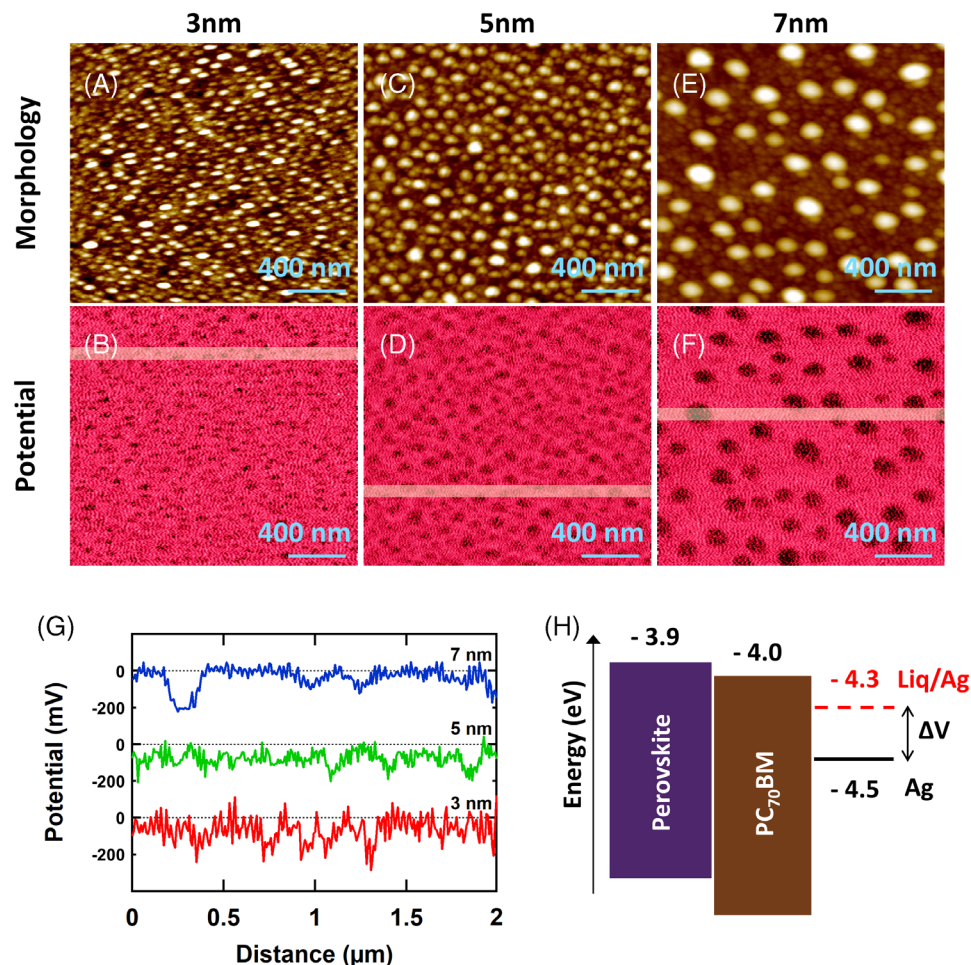 3nm 5nm 7nm
Morphology
(A) (C) (E)
400 nm 400 nm 400 nm
Potential
(B) (D) (F)
400 nm 400 nm 400 nm
(G)
Potential (mV)
7 nm
0
-200
5 nm
0
-200
3 nm
0
-200
0 0.5 1 1.5 2
Distance (µm)
(H)
Energy (eV)
- 3.9
- 4.0
- 4.3 Liq/Ag
ΔV
- 4.5 Ag
Perovskite
PC₇₀BM